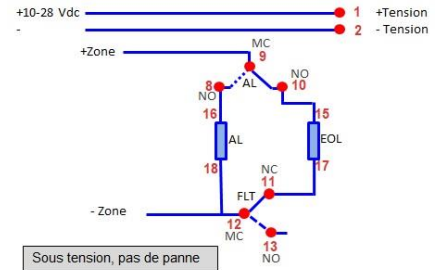 +10-28 Vdc
1 +Tension
-
2 - Tension
+Zone
MC
9
8
NO
AL
NO
10
16
15
AL
EOL
18
17
NC
11
FLT
- Zone
12
MC
13
NO
Sous tension, pas de panne